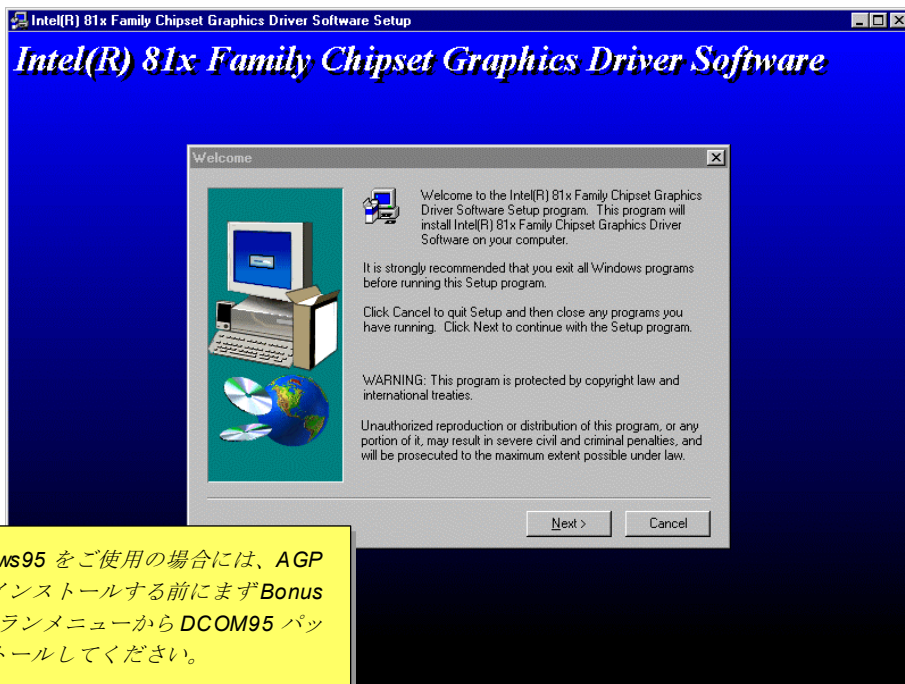 Intel(R) 81x Family Chipset Graphics Driver Software Setup
Intel(R) 81x Family Chipset Graphics Driver Software
Welcome
Welcome to the Intel(R) 81x Family Chipset Graphics
Driver Software Setup program. This program will
install Intel(R) 81x Family Chipset Graphics Driver
Software on your computer.
It is strongly recommended that you exit all Windows programs
before running this Setup program.
Click Cancel to quit Setup and then close any programs you
have running. Click Next to continue with the Setup program.
WARNING: This program is protected by copyright law and
international treaties.
Unauthorized reproduction or distribution of this program, or any
portion of it, may result in severe civil and criminal penalties, and
will be prosecuted to the maximum extent possible under law.
Next >
Cancel
ws95 をご使用の場合には、AGP
インストールする前にまずBonus
ランメニューから DCOM95 パッ
トールしてください。